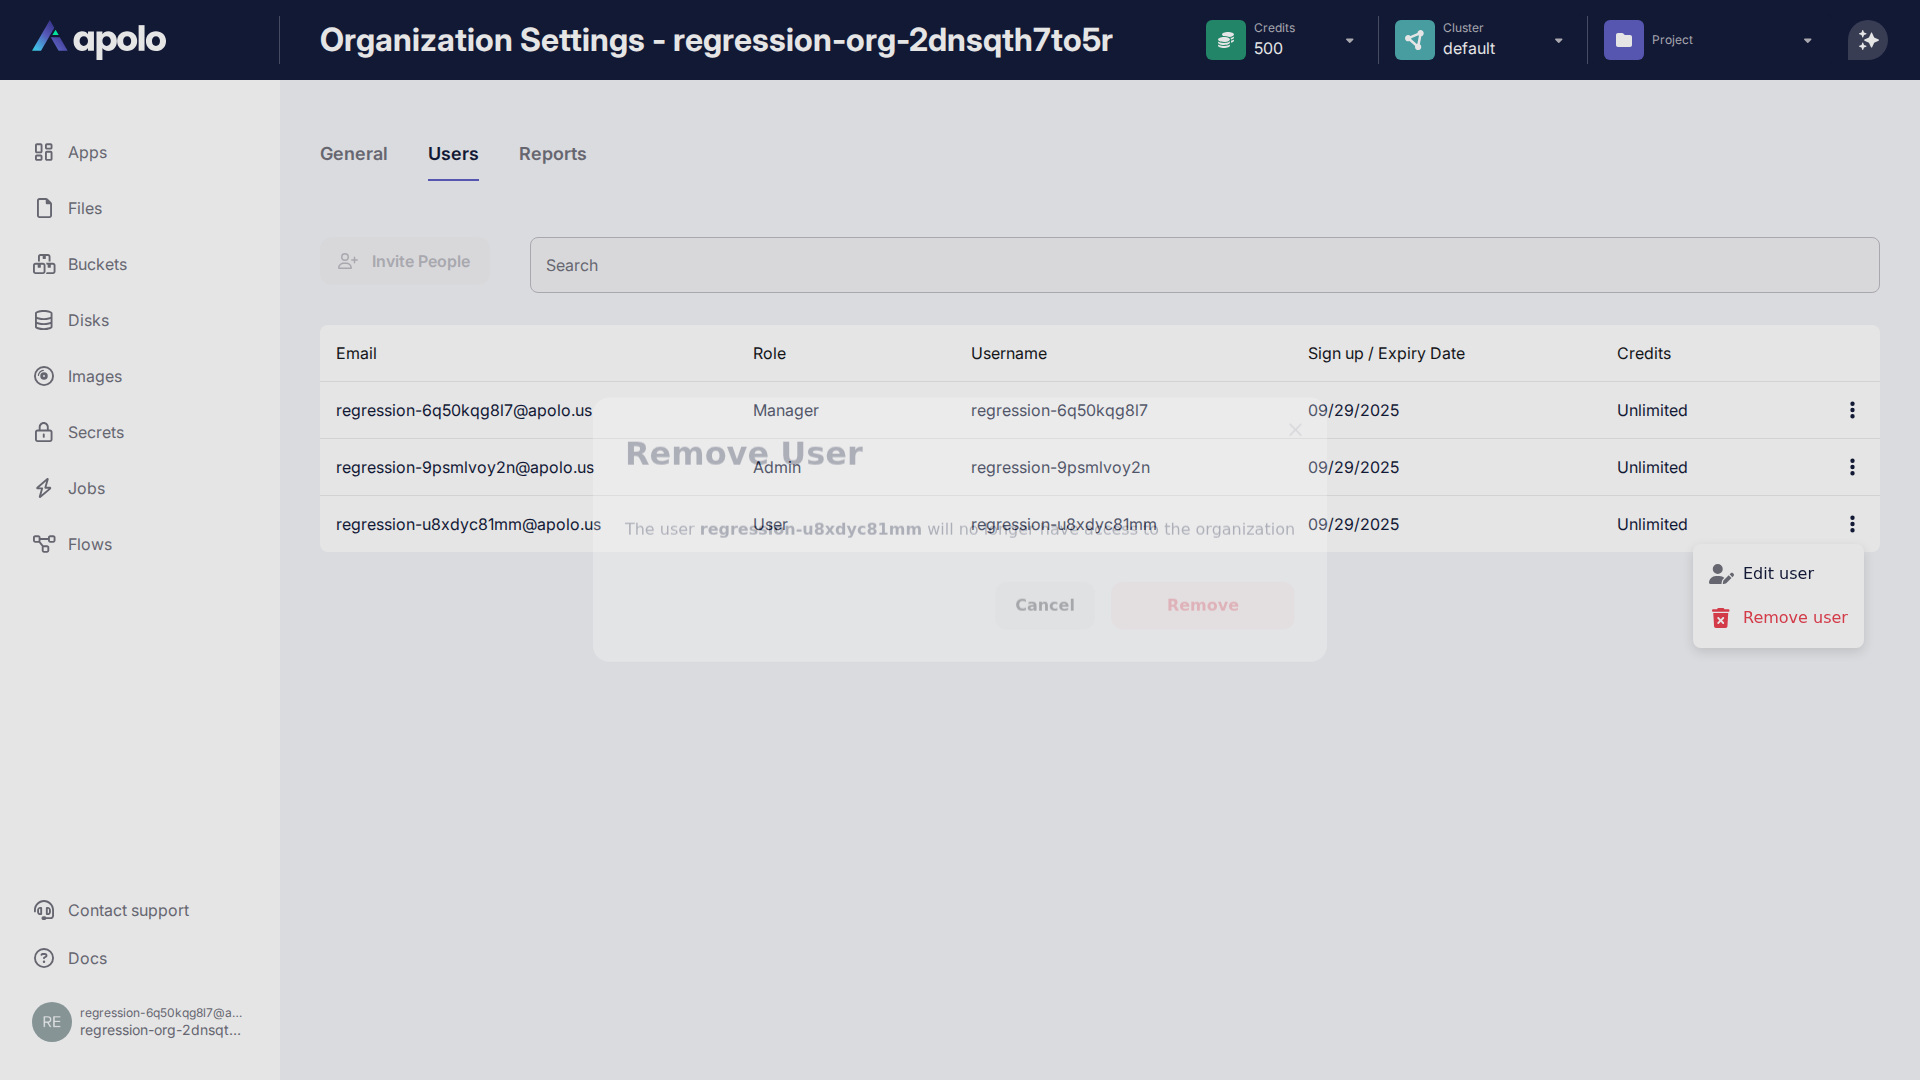 apolo
Organization Settings - regression-org-2dnsqth7to5r
Credits
500
Cluster
default
Project
Apps
Files
Buckets
Disks
Images
Secrets
Jobs
Flows
General Users Reports
Invite People
Search
Email Role Username Sign up / Expiry Date Credits
regression-6q50kqg8l7@apolo.us Manager regression-6q50kqg8l7 09/29/2025 Unlimited
regression-9psmlvoy2n@apolo.us Admin regression-9psmlvoy2n 09/29/2025 Unlimited
regression-u8xdyc81mm@apolo.us User regression-u8xdyc81mm 09/29/2025 Unlimited
Remove User
The user regression-u8xdyc81mm will no longer have access to the organization
Cancel Remove
Edit user
Remove user
Contact support
Docs
RE
regression-6q50kqg8l7@a...
regression-org-2dnsqt...